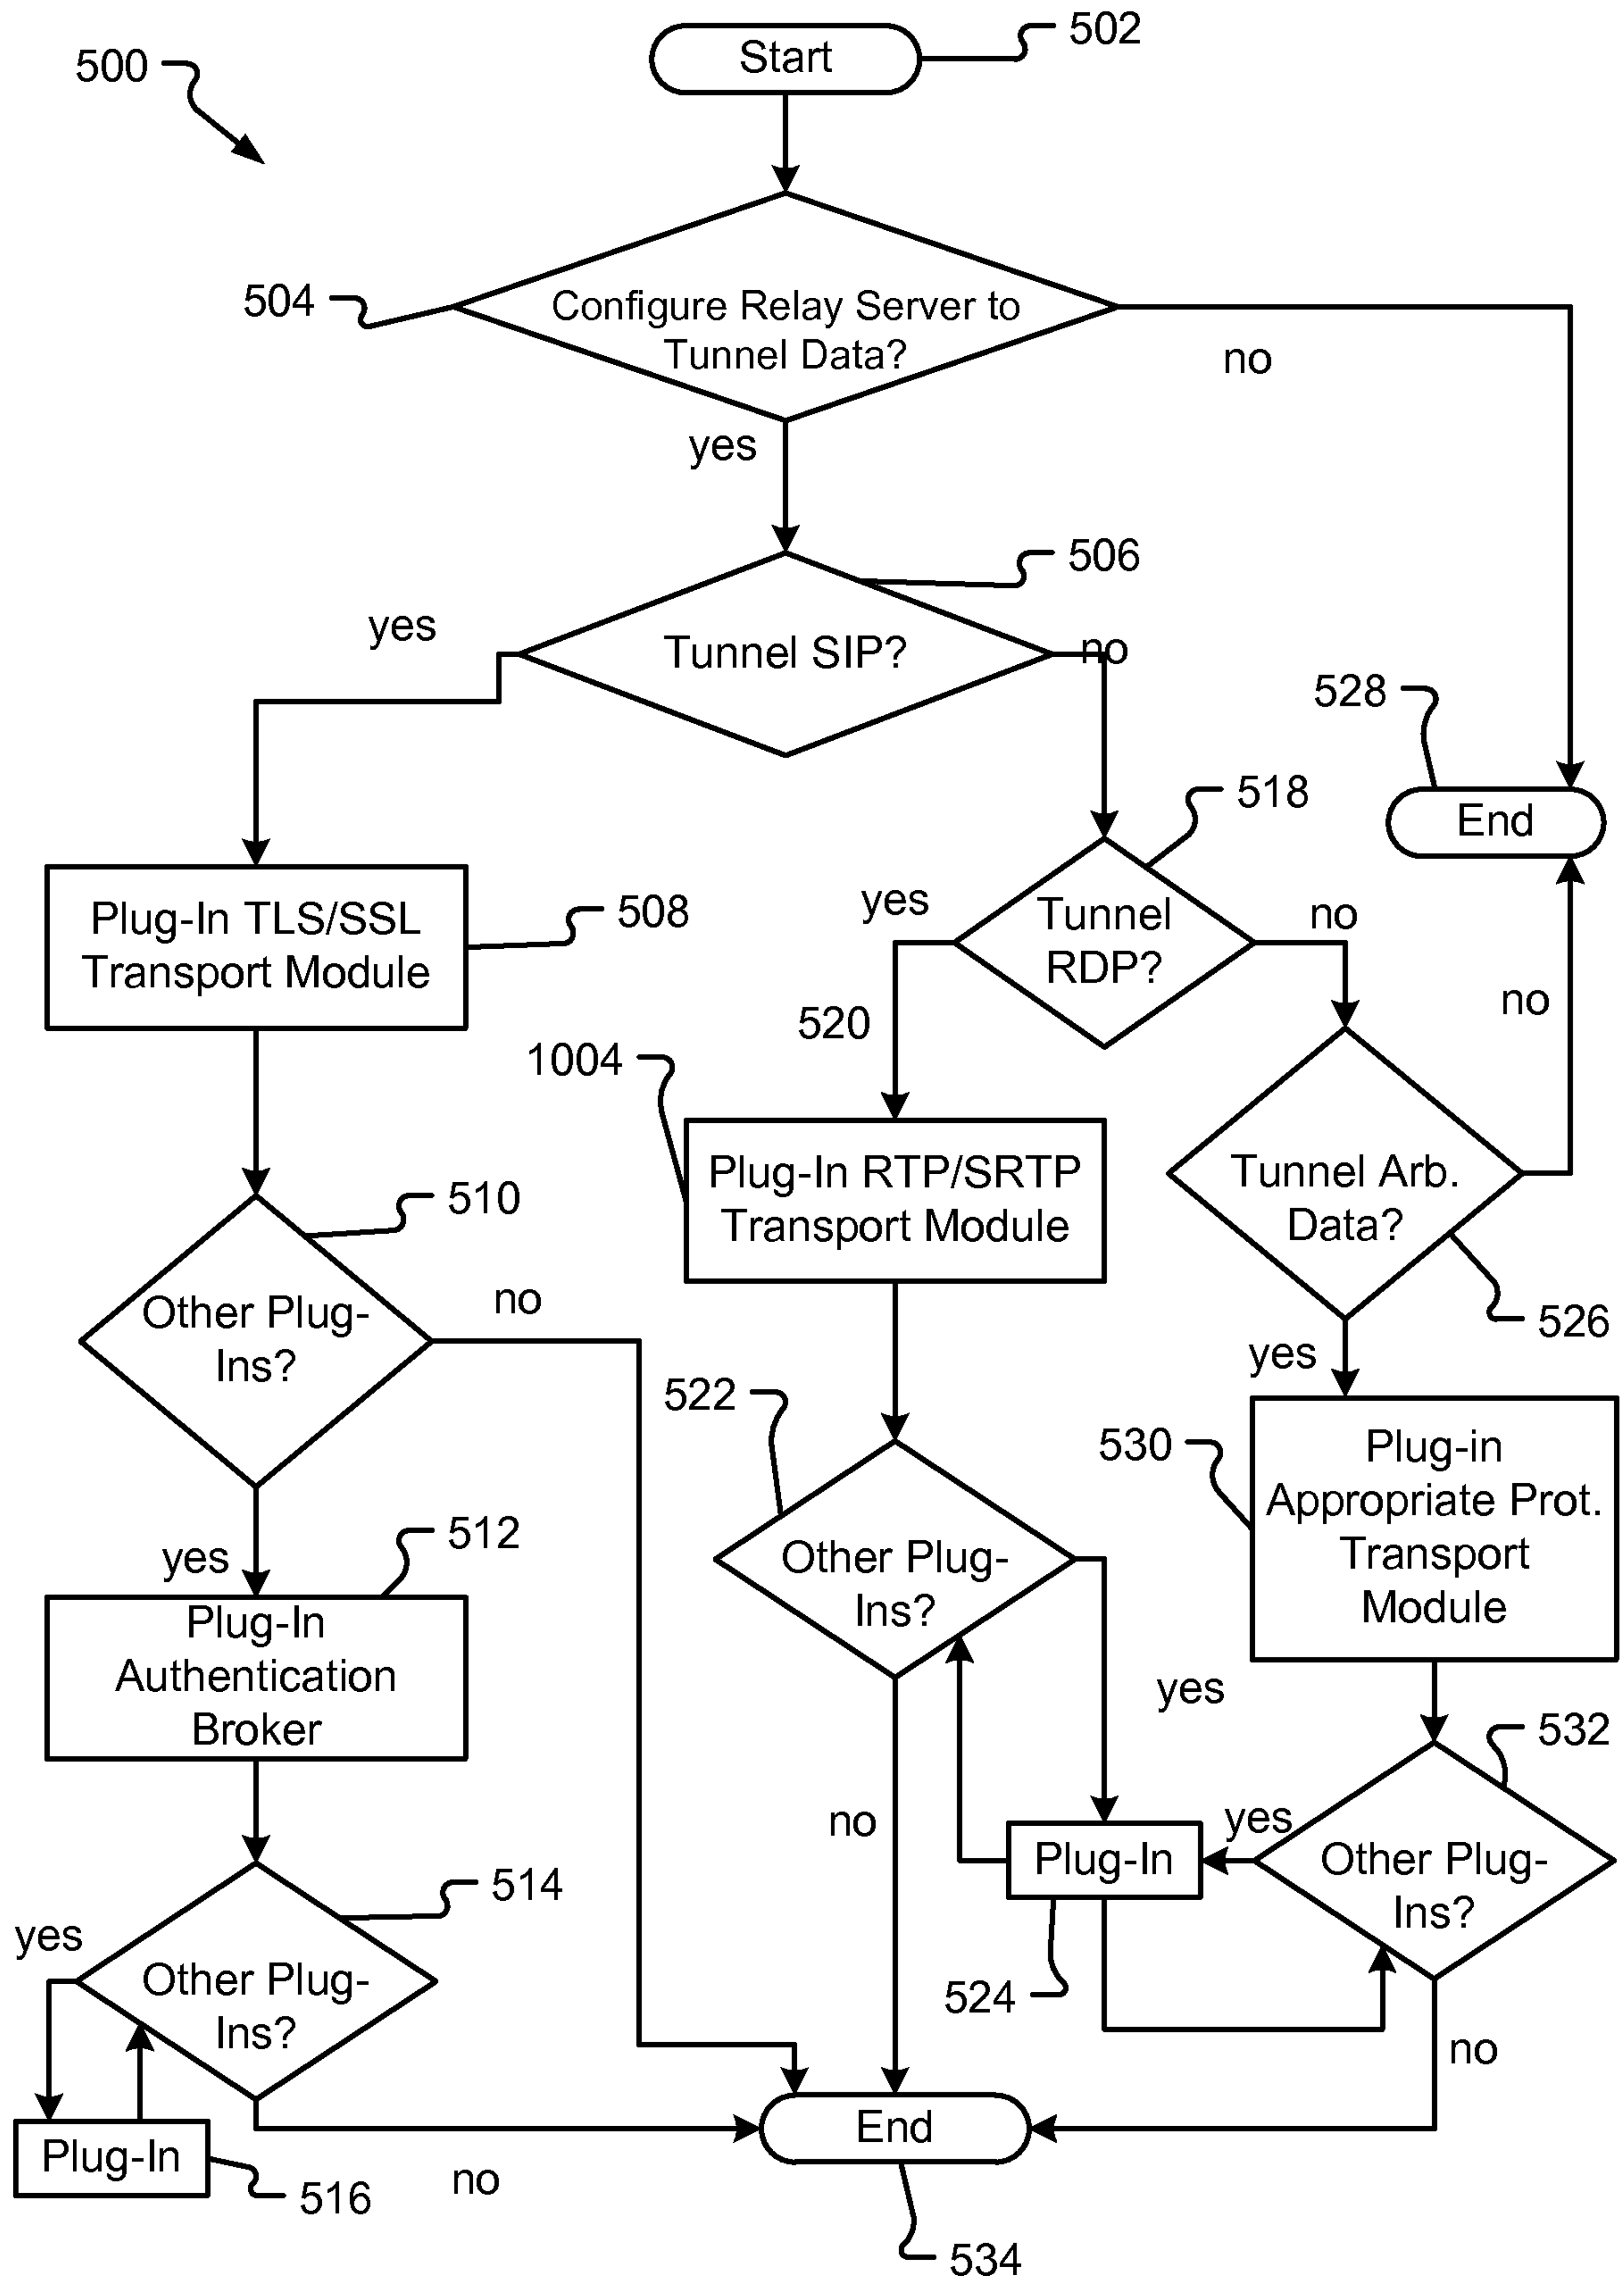 500
Start
502
504
Configure Relay Server to
Tunnel Data?
no
yes
506
yes
Tunnel SIP?
no
528
End
518
Plug-In TLS/SSL
Transport Module
508
yes
Tunnel
RDP?
no
no
520
1004
Plug-In RTP/SRTP
Transport Module
Tunnel Arb.
Data?
526
510
Other Plug-
Ins?
no
yes
522
530
Plug-in
Appropriate Prot.
Transport
Module
512
yes
Other Plug-
Ins?
Plug-In
Authentication
Broker
yes
532
no
Plug-In
yes
Other Plug-
Ins?
514
yes
Other Plug-
Ins?
524
no
Plug-In
516
no
End
534